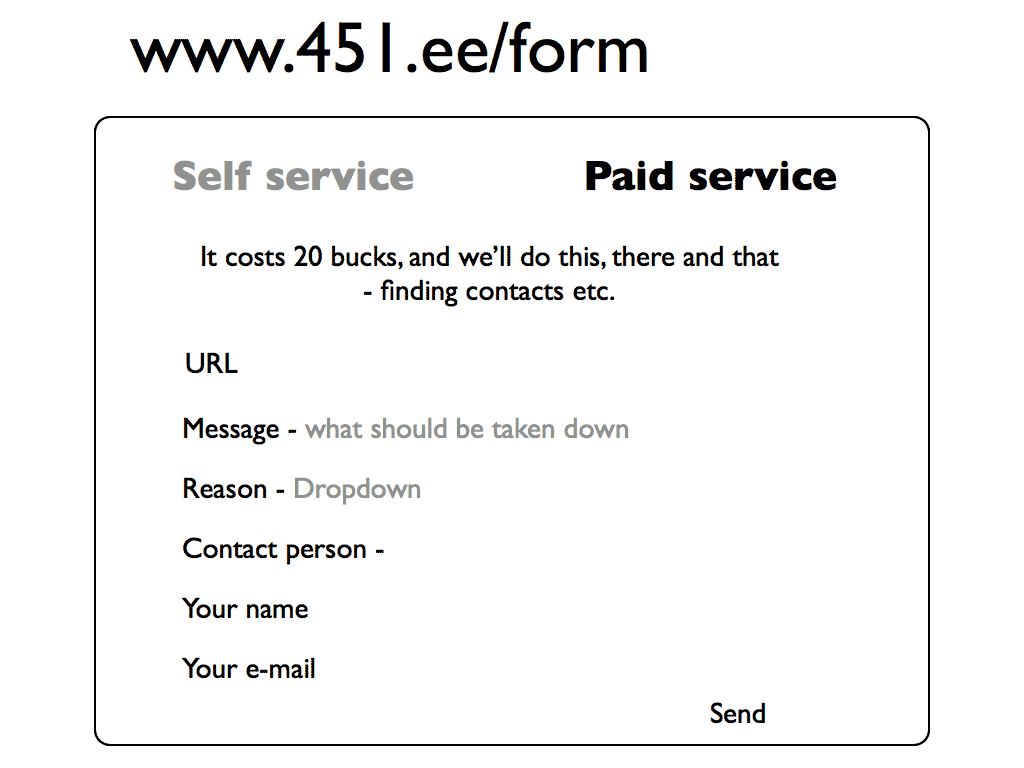 www.451.ee/form
Self service
Paid service
It costs 20 bucks, and we’ll do this, there and that
- finding contacts etc.
URL
Message - what should be taken down
Reason - Dropdown
Contact person -
Your name
Your e-mail
Send